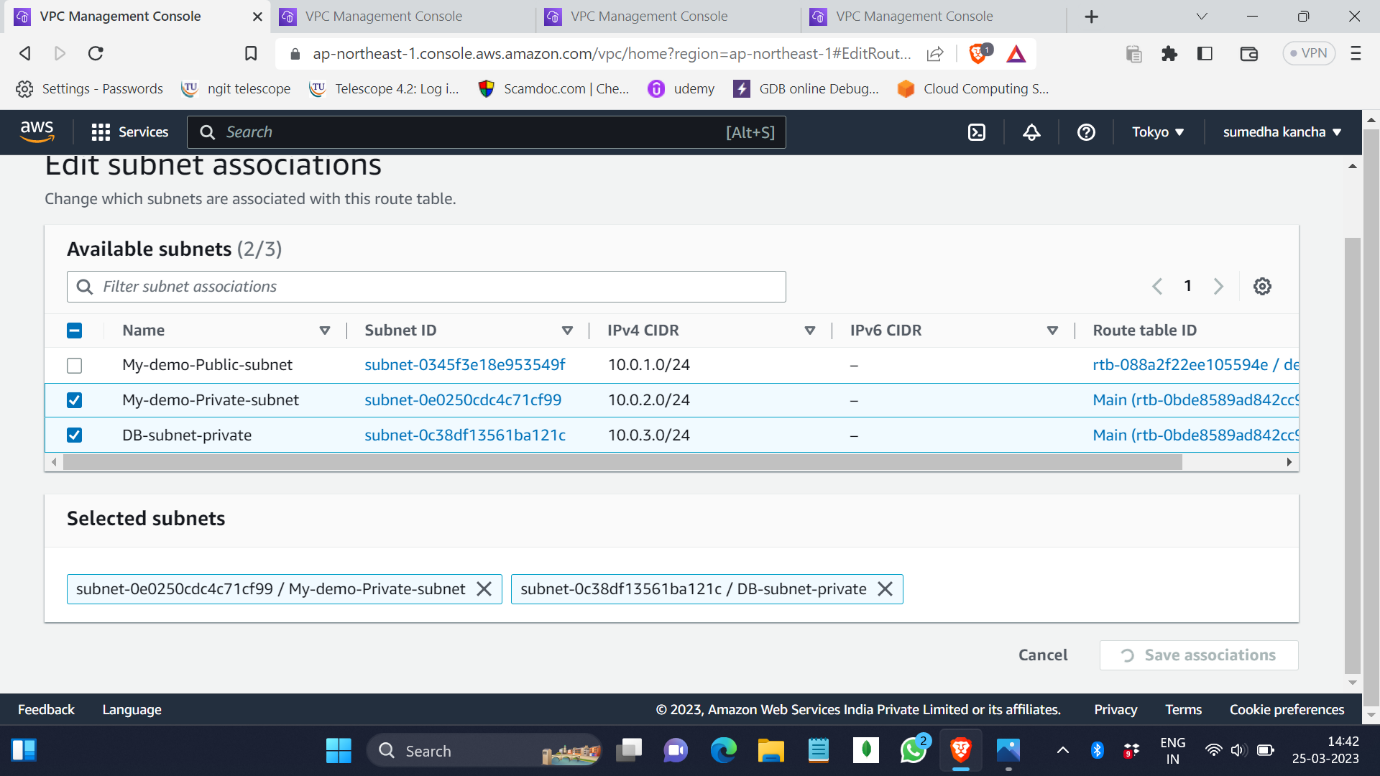 VPC Management Console
VPC Management Console
VPC Management Console
VPC Management Console
ap-northeast-1.console.aws.amazon.com/vpc/home?region=ap-northeast-1#EditRout...
1
VPN
Settings - Passwords
ngit telescope
Telescope 4.2: Log i...
Scamdoc.com | Che...
udemy
GDB online Debug...
Cloud Computing S...
aws
Services
Search
[Alt+S]
Tokyo
sumedha kancha
Edit subnet associations
Change which subnets are associated with this route table.
Available subnets (2/3)
Filter subnet associations
1
Name Subnet ID IPv4 CIDR IPv6 CIDR Route table ID
My-demo-Public-subnet subnet-0345f3e18e953549f 10.0.1.0/24 – rtb-088a2f22ee105594e / de
My-demo-Private-subnet subnet-0e0250cdc4c71cf99 10.0.2.0/24 – Main (rtb-0bde8589ad842cc9
DB-subnet-private subnet-0c38df13561ba121c 10.0.3.0/24 – Main (rtb-0bde8589ad842cc9
Selected subnets
subnet-0e0250cdc4c71cf99 / My-demo-Private-subnet
subnet-0c38df13561ba121c / DB-subnet-private
Cancel
Save associations
Feedback
Language
© 2023, Amazon Web Services India Private Limited or its affiliates.
Privacy
Terms
Cookie preferences
Search
2
9
ENG
IN
14:42
25-03-2023